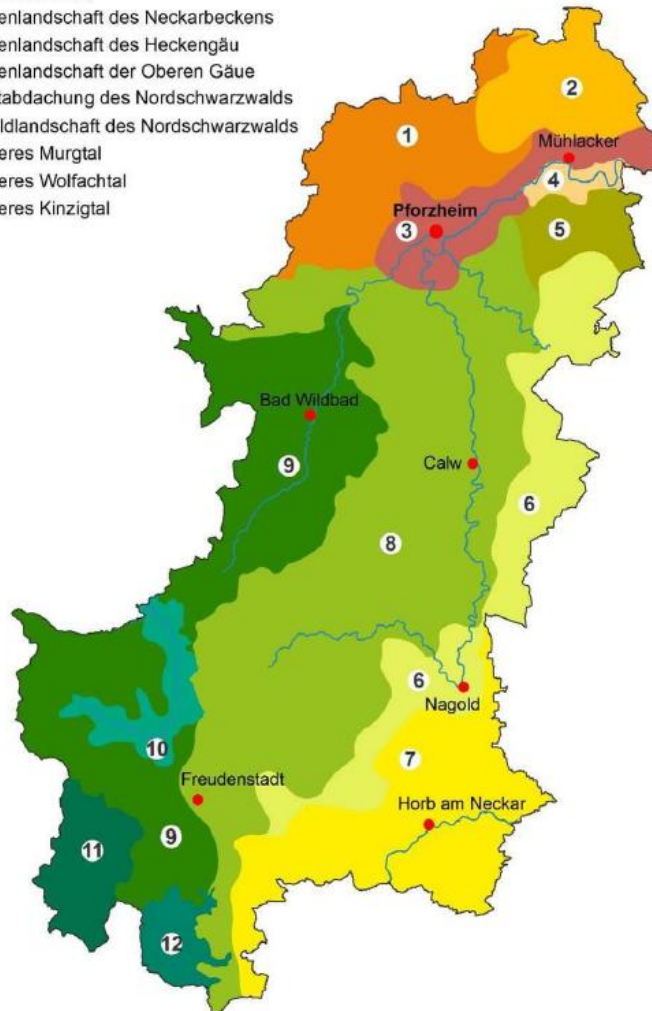 enlandschaft des Neckarbeckens
enlandschaft des Heckengäu
enlandschaft der Oberen Gäue
tabdachung des Nordschwarzwalds
ldlandschaft des Nordschwarzwalds
eres Murgtal
eres Wolfachtal
eres Kinzigtal
2
1
Mühlacker
4
Pforzheim
3
5
Bad Wildbad
9
Calw
6
8
6
Nagold
10
7
Freudenstadt
Horb am Neckar
11
9
12